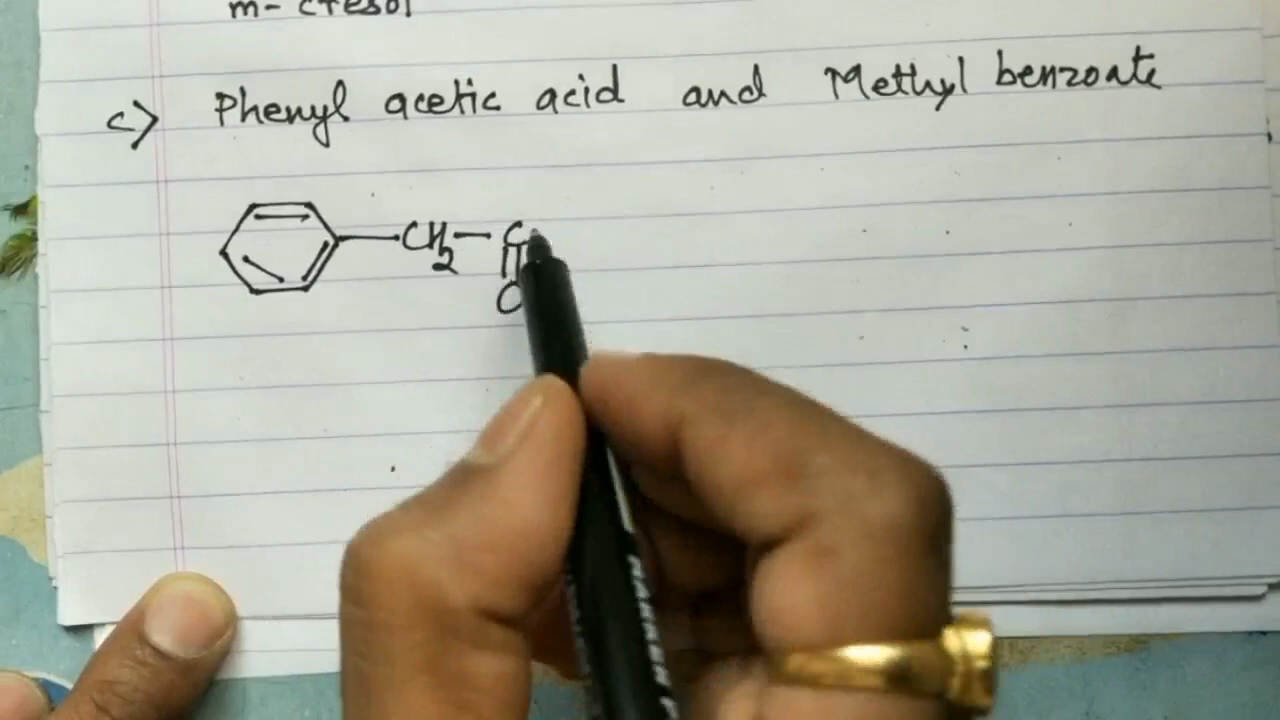 m- cresol
c) Phenyl acetic acid and Methyl benzoate
CH2 — C
O